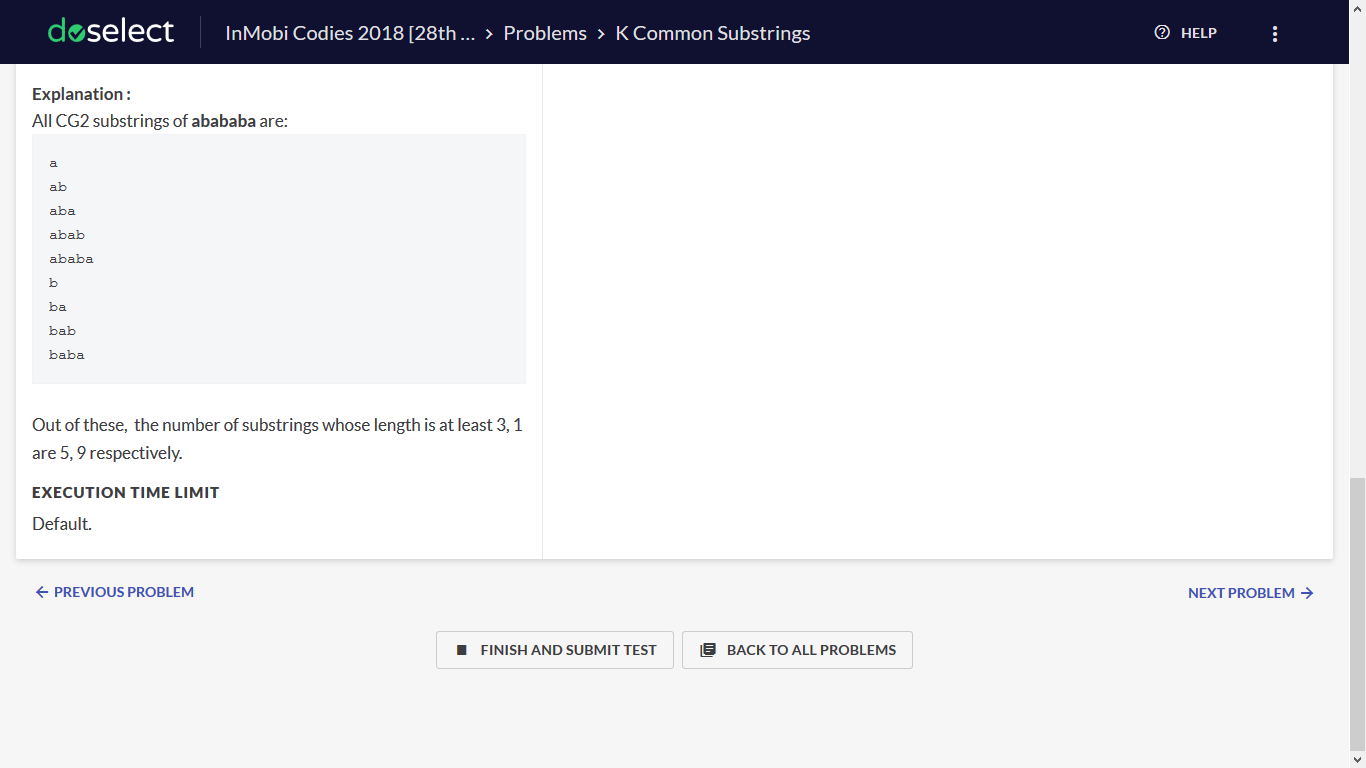 doselect
InMobi Codies 2018 [28th ... › Problems › K Common Substrings
HELP
Explanation :
All CG2 substrings of abababa are:
a
ab
aba
abab
ababa
b
ba
bab
baba
Out of these, the number of substrings whose length is at least 3, 1
are 5, 9 respectively.
EXECUTION TIME LIMIT
Default.
← PREVIOUS PROBLEM
NEXT PROBLEM →
FINISH AND SUBMIT TEST
BACK TO ALL PROBLEMS